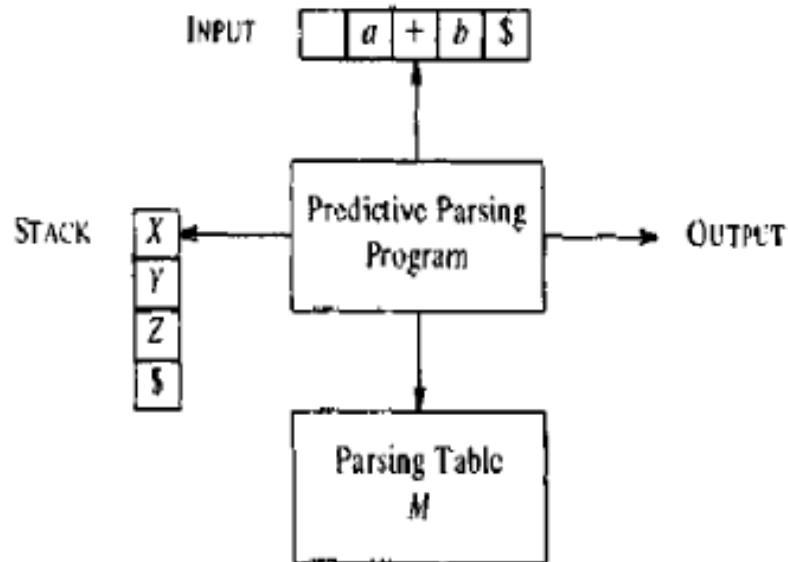 INPUT
a + b $
Predictive Parsing
Program
STACK
X
Y
Z
$
OUTPUT
Parsing Table
M